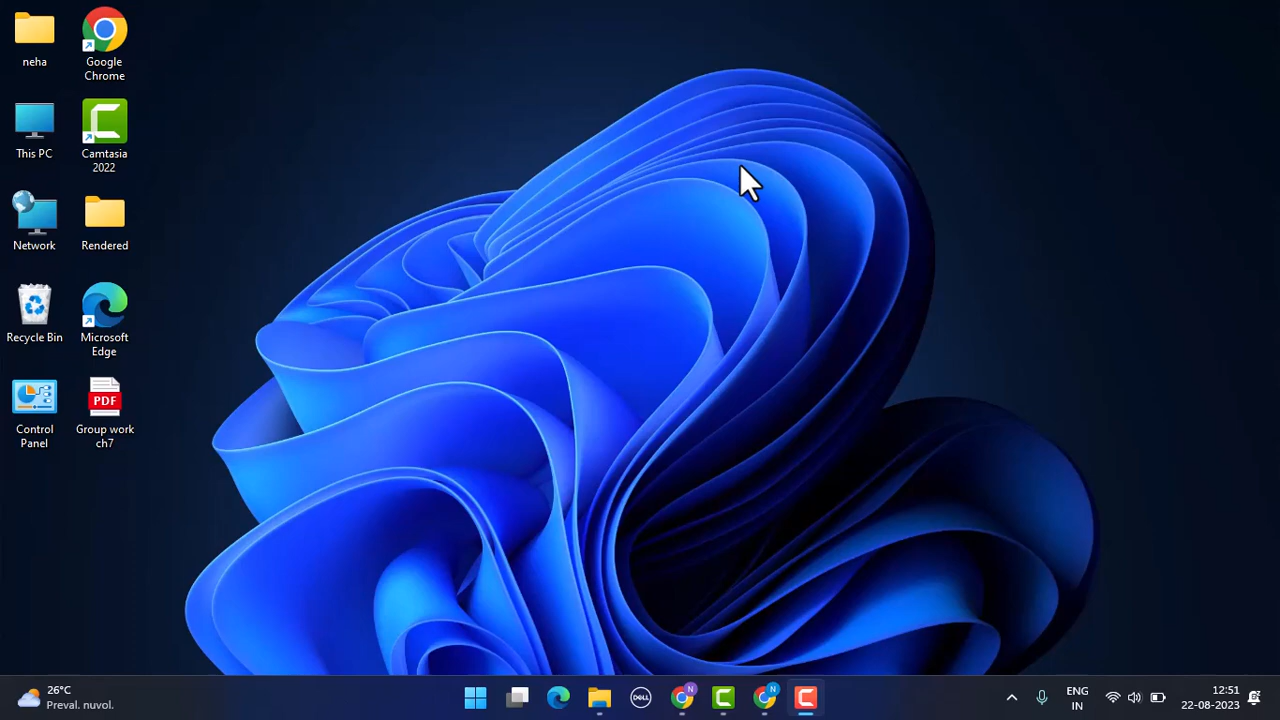 neha
Google
Chrome
This PC
Camtasia
2022
Network
Rendered
Recycle Bin
Microsoft
Edge
Control
Panel
PDF
Group work
ch7
26°C
Preval. nuvol.
DELL
N
N
ENG
IN
12:51
22-08-2023